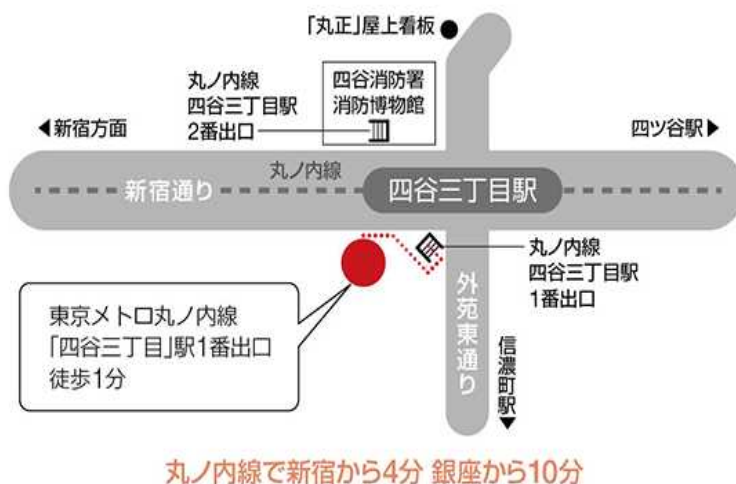 「丸正」屋上看板
丸ノ内線
四谷三丁目駅
2番出口
四谷消防署
消防博物館
◀新宿方面
四ツ谷駅▶
丸ノ内線
新宿通り
四谷三丁目駅
丸ノ内線
四谷三丁目駅
1番出口
外苑東通り
信濃町駅▼
東京メトロ丸ノ内線
「四谷三丁目」駅1番出口
徒歩1分
丸ノ内線で新宿から4分 銀座から10分